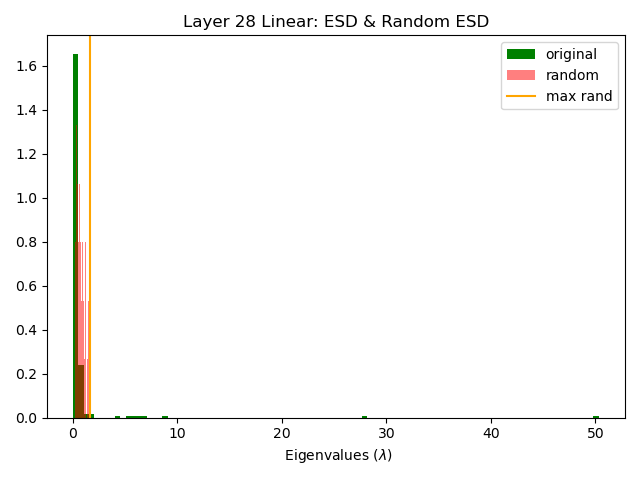 Layer 28 Linear: ESD & Random ESD
original
random
max rand
1.6
1.4
1.2
1.0
0.8
0.6
0.4
0.2
0.0
0 10 20 30 40 50
Eigenvalues (λ)